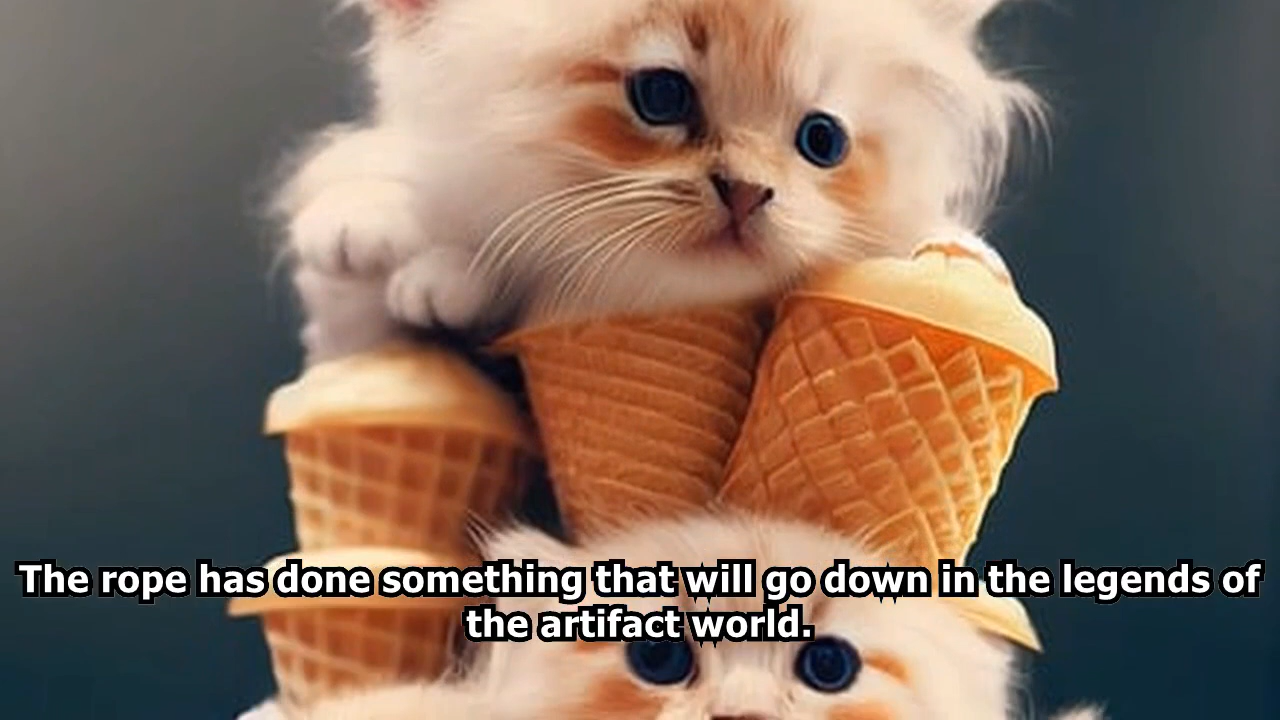 The rope has done something that will go down in the legends of
the artifact world.